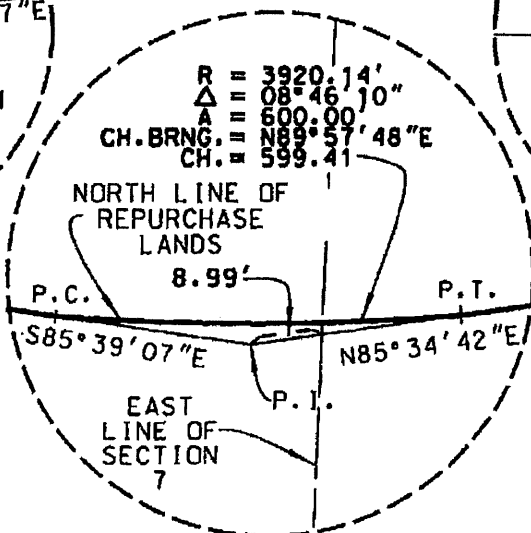 7"E
R = 3920.14'
Δ = 08°46'10"
A = 600.00'
CH.BRNG. = N89°57'48"E
CH. = 599.41
NORTH LINE OF
REPURCHASE
LANDS
8.99'
P.C.
P.T.
S85°39'07"E
N85°34'42"E
P.I.
EAST
LINE OF
SECTION
7